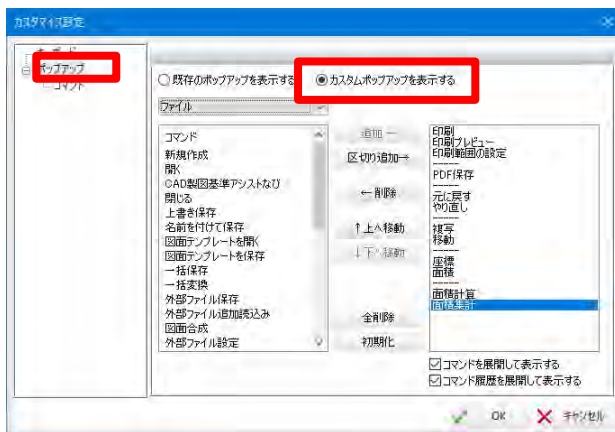 カスタマイズ設定
キーボード
ポップアップ
コマンド
既存のポップアップを表示する
カスタムポップアップを表示する
ファイル
コマンド
新規作成
開く
CAD製図基準アシストなび
閉じる
上書き保存
名前を付けて保存
図面テンプレートを開く
図面テンプレートを保存
一括保存
一括変換
外部ファイル保存
外部ファイル追加読込み
図面合成
外部ファイル設定
追加→
区切り追加→
←削除
↑上へ移動
↓下へ移動
全削除
初期化
印刷
印刷プレビュー
印刷範囲の設定
------
PDF保存
------
元に戻す
やり直し
------
複写
移動
------
座標
面積
------
面積計算
面積集計
コマンドを展開して表示する
コマンド履歴を展開して表示する
OK
キャンセル